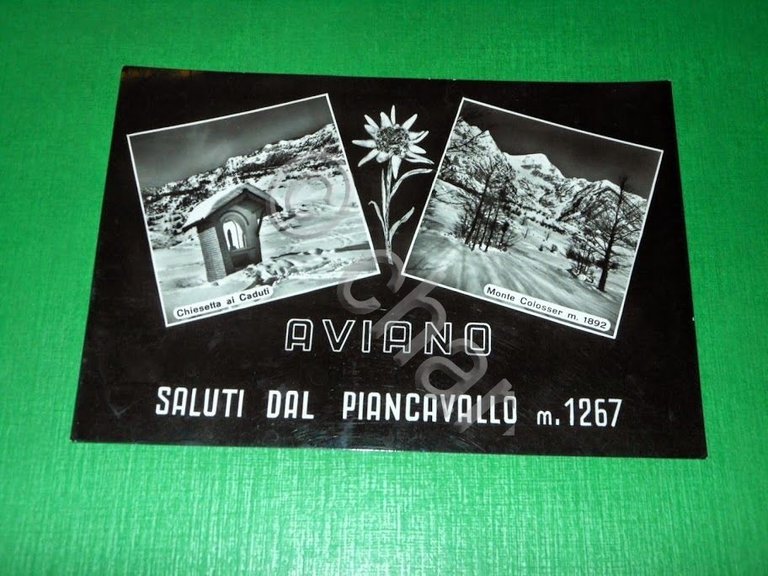 Chiesetta ai Caduti
Monte Colosser m. 1892
AVIANO
SALUTI DAL PIANCAVALLO m. 1267